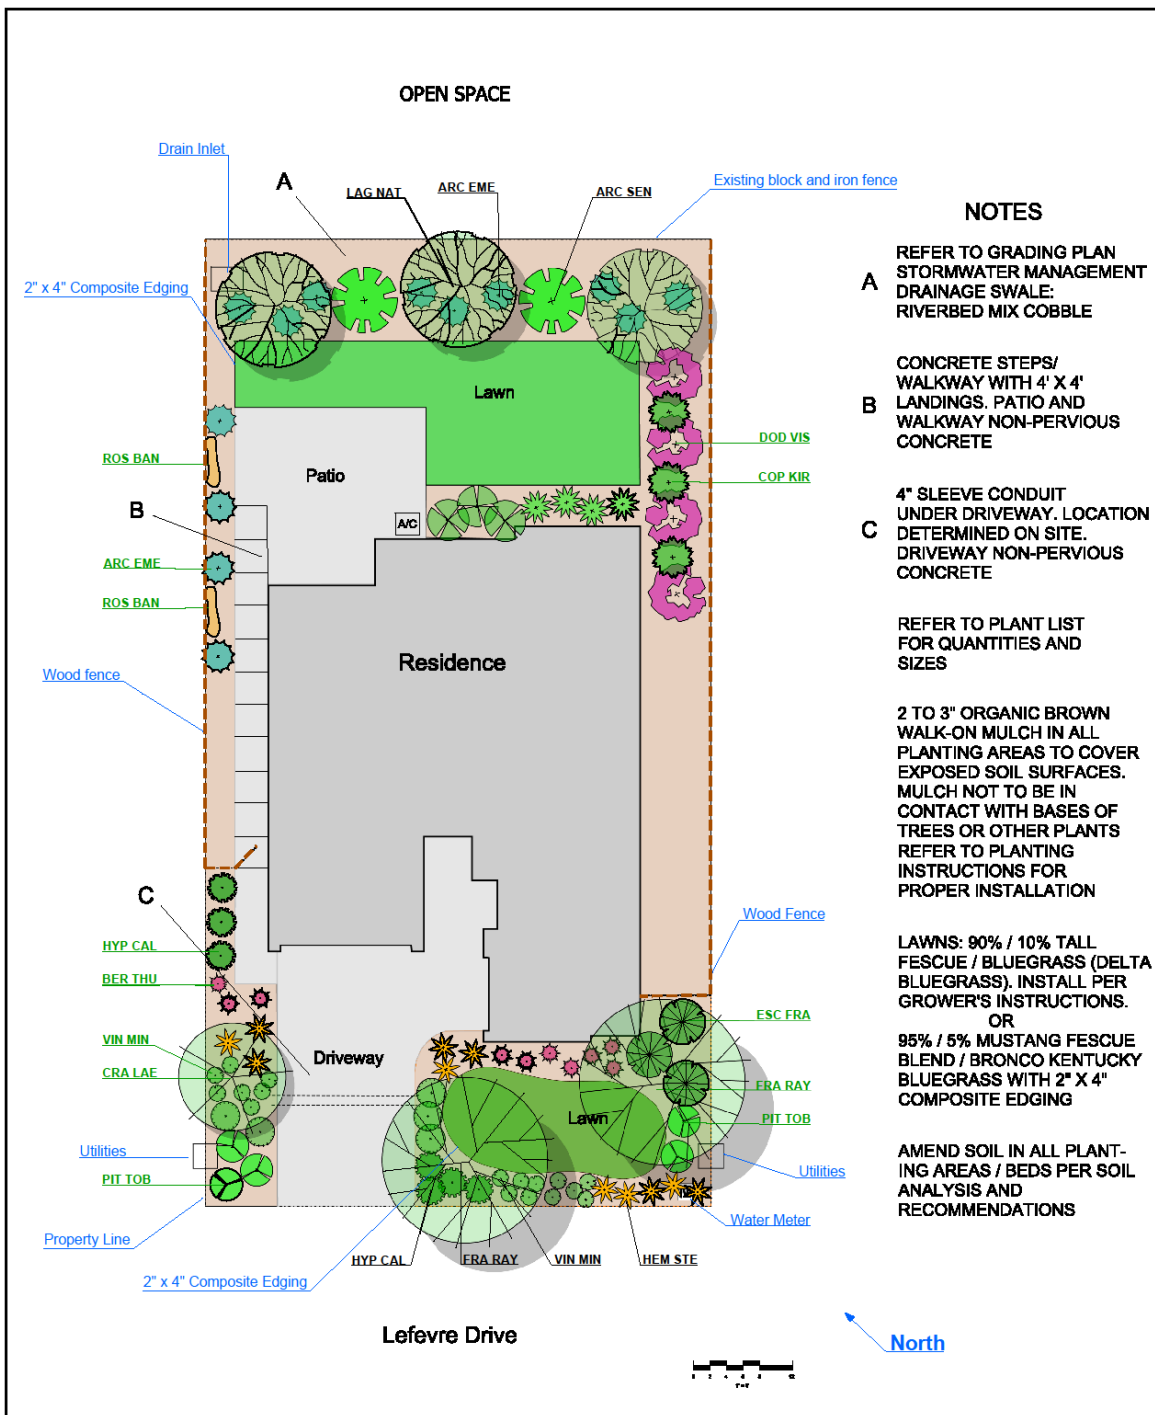 OPEN SPACE
Drain Inlet
A
LAG NAT
ARC EME
ARC SEN
Existing block and iron fence
2" x 4" Composite Edging
Lawn
DOD VIS
ROS BAN
Patio
COP KIR
B
A/C
ARC EME
ROS BAN
Residence
Wood fence
C
Wood Fence
HYP CAL
BER THU
ESC FRA
VIN MIN
Driveway
CRA LAE
FRA RAY
Lawn
PIT TOB
Utilities
PIT TOB
Utilities
Water Meter
Property Line
HYP CAL
FRA RAY
VIN MIN
HEM STE
2" x 4" Composite Edging
Lefevre Drive
North
NOTES
A
REFER TO GRADING PLAN
STORMWATER MANAGEMENT
DRAINAGE SWALE:
RIVERBED MIX COBBLE
B
CONCRETE STEPS/
WALKWAY WITH 4' X 4'
LANDINGS. PATIO AND
WALKWAY NON-PERVIOUS
CONCRETE
C
4" SLEEVE CONDUIT
UNDER DRIVEWAY. LOCATION
DETERMINED ON SITE.
DRIVEWAY NON-PERVIOUS
CONCRETE
REFER TO PLANT LIST
FOR QUANTITIES AND
SIZES
2 TO 3" ORGANIC BROWN
WALK-ON MULCH IN ALL
PLANTING AREAS TO COVER
EXPOSED SOIL SURFACES.
MULCH NOT TO BE IN
CONTACT WITH BASES OF
TREES OR OTHER PLANTS
REFER TO PLANTING
INSTRUCTIONS FOR
PROPER INSTALLATION
LAWNS: 90% / 10% TALL
FESCUE / BLUEGRASS (DELTA
BLUEGRASS). INSTALL PER
GROWER'S INSTRUCTIONS.
OR
95% / 5% MUSTANG FESCUE
BLEND / BRONCO KENTUCKY
BLUEGRASS WITH 2" X 4"
COMPOSITE EDGING
AMEND SOIL IN ALL PLANT-
ING AREAS / BEDS PER SOIL
ANALYSIS AND
RECOMMENDATIONS